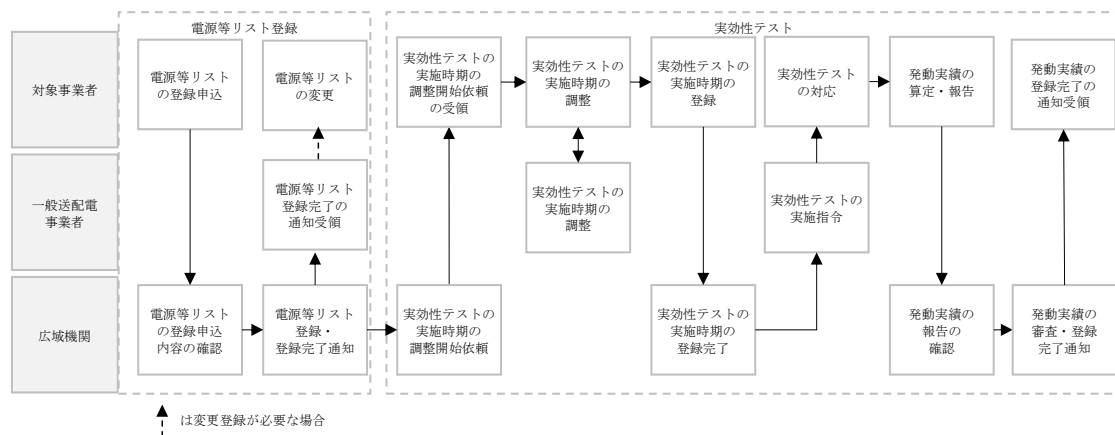 電源等リスト登録
実効性テスト
対象事業者
電源等リスト
の登録申込
電源等リスト
の変更
実効性テストの
実施時期の
調整開始依頼
の受領
実効性テストの
実施時期の
調整
実効性テストの
実施時期の
登録
実効性テスト
の対応
発動実績の
算定・報告
発動実績の
登録完了の
通知受領
一般送配電
事業者
電源等リスト
登録完了の
通知受領
実効性テストの
実施時期の
調整
実効性テストの
実施指令
広域機関
電源等リスト
の登録申込
内容の確認
電源等リスト
登録・
登録完了通知
実効性テストの
実施時期の
調整開始依頼
実効性テストの
実施時期の
登録完了
発動実績の
報告の
確認
発動実績の
審査・登録
完了通知
は変更登録が必要な場合